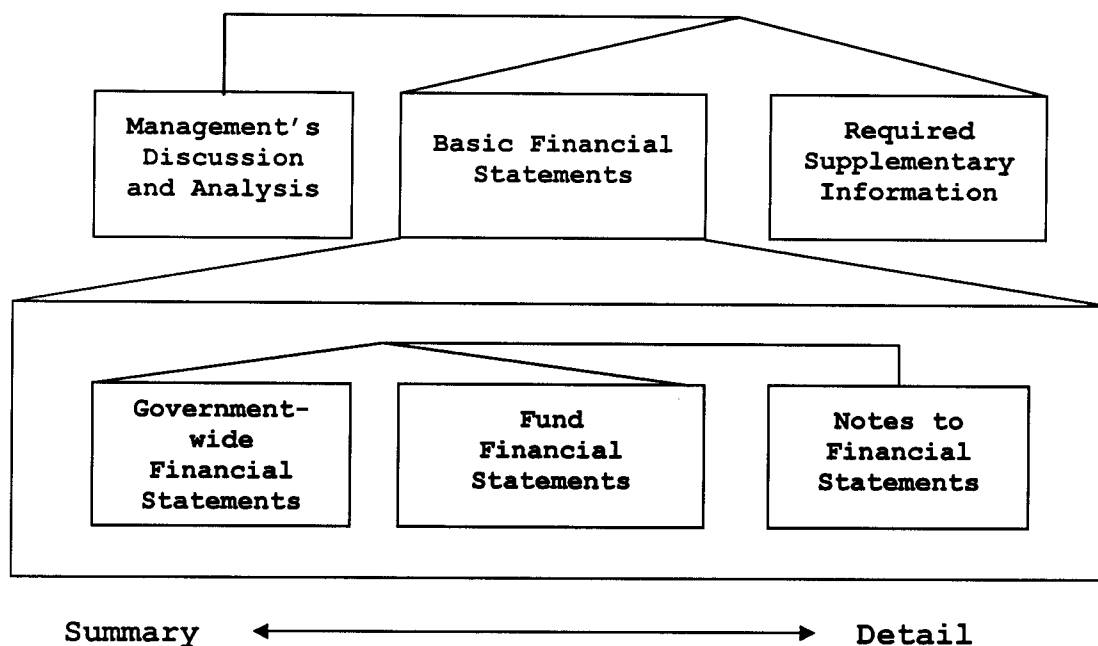 Management's
Discussion
and Analysis
Basic Financial
Statements
Required
Supplementary
Information
Government-
wide
Financial
Statements
Fund
Financial
Statements
Notes to
Financial
Statements
Summary
Detail